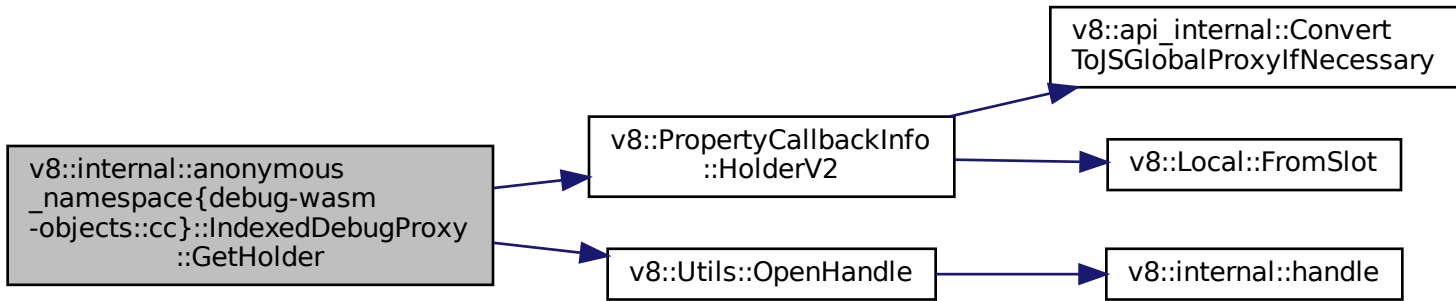 v8::internal::anonymous
_namespace{debug-wasm
-objects::cc}::IndexedDebugProxy
::GetHolder
v8::PropertyCallbackInfo
::HolderV2
v8::api_internal::Convert
ToJSGlobalProxyIfNecessary
v8::Local::FromSlot
v8::Utils::OpenHandle
v8::internal::handle